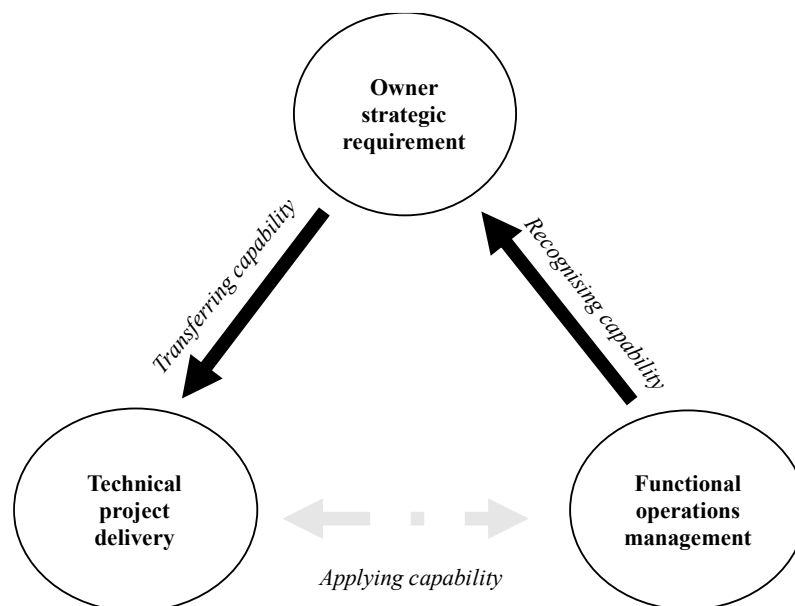 Owner
strategic
requirement
Transferring capability
Recognising capability
Technical
project
delivery
Functional
operations
management
Applying capability